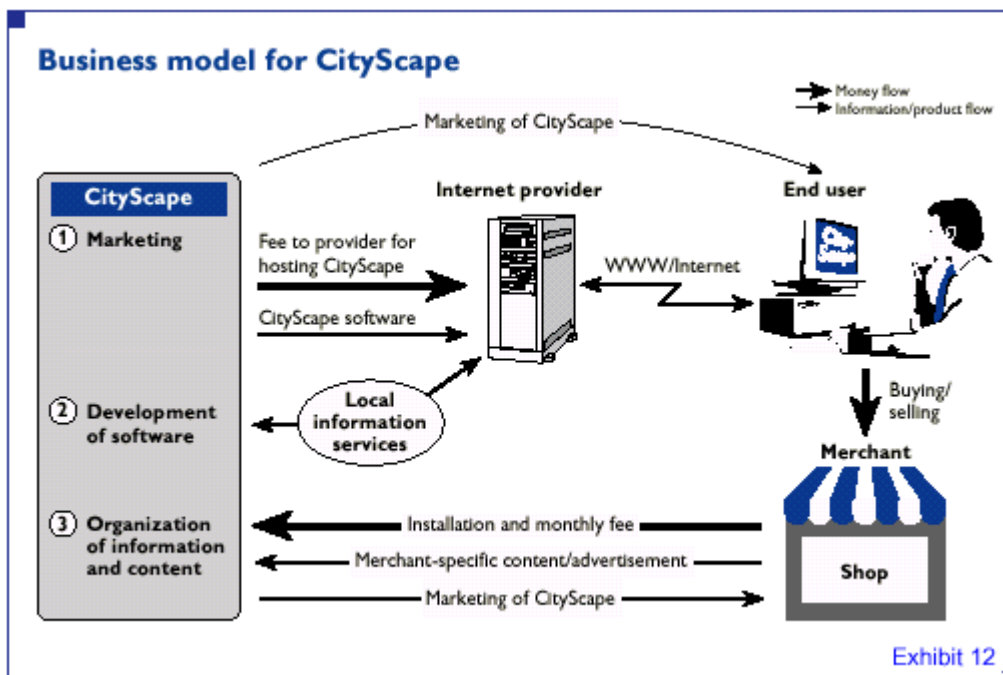 Business model for CityScape
Money flow
Information/product flow
Marketing of CityScape
CityScape
1 Marketing
2 Development
of software
3 Organization
of information
and content
Internet provider
End user
Fee to provider for
hosting CityScape
CityScape software
WWW/Internet
City
Scape
Local
information
services
Buying/
selling
Merchant
Installation and monthly fee
Merchant-specific content/advertisement
Marketing of CityScape
Shop
Exhibit 12